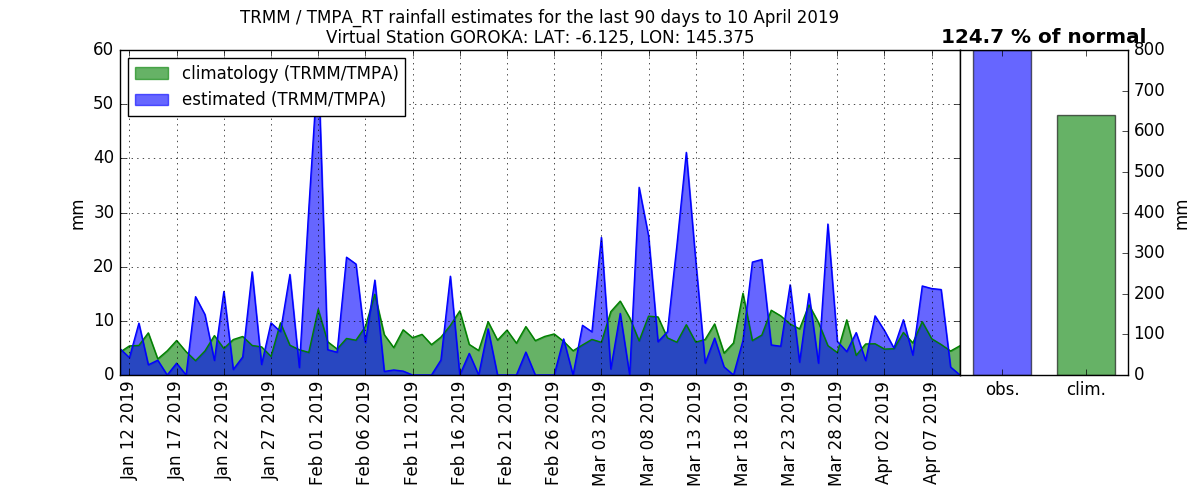 TRMM / TMPA_RT rainfall estimates for the last 90 days to 10 April 2019
Virtual Station GOROKA: LAT: -6.125, LON: 145.375
124.7 % of normal
climatology (TRMM/TMPA)
estimated (TRMM/TMPA)
60
50
40
30
20
10
0
mm
Jan 12 2019
Jan 17 2019
Jan 22 2019
Jan 27 2019
Feb 01 2019
Feb 06 2019
Feb 11 2019
Feb 16 2019
Feb 21 2019
Feb 26 2019
Mar 03 2019
Mar 08 2019
Mar 13 2019
Mar 18 2019
Mar 23 2019
Mar 28 2019
Apr 02 2019
Apr 07 2019
obs.
clim.
800
700
600
500
400
300
200
100
0
mm